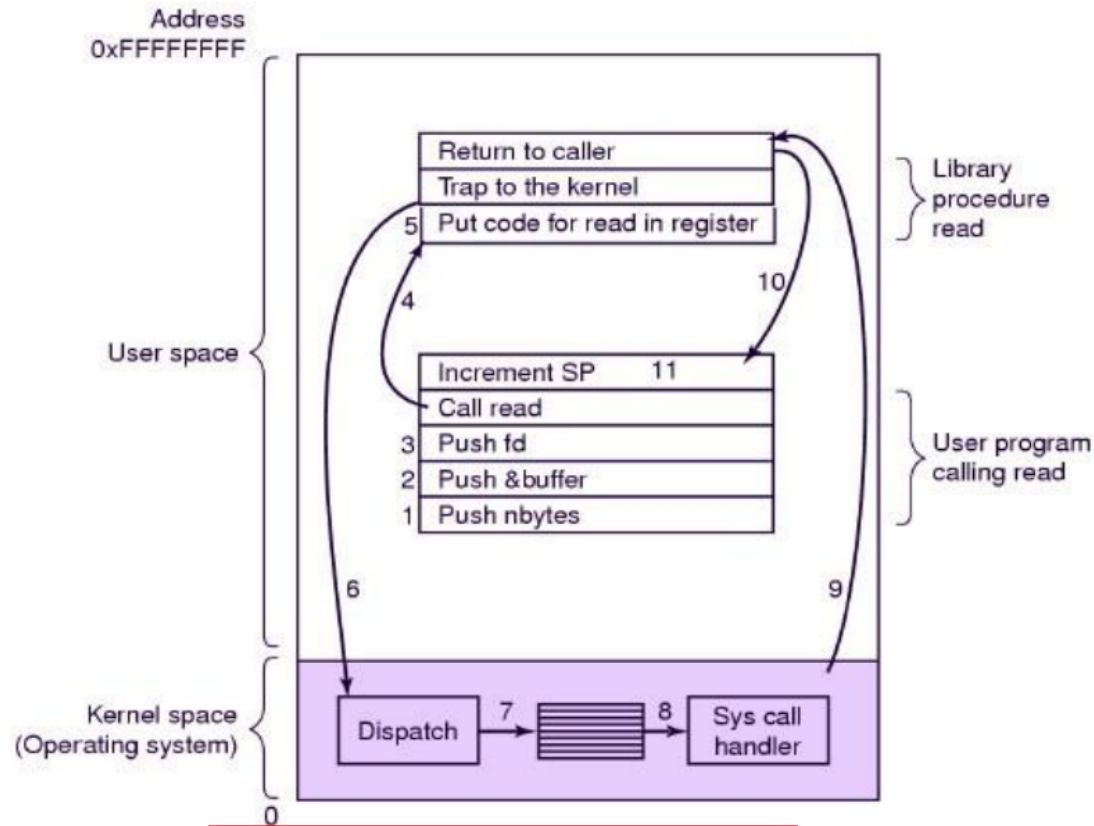 Address
0xFFFFFFFF
Return to caller
Trap to the kernel
5 Put code for read in register
Library
procedure
read
4
10
User space
Increment SP 11
Call read
3 Push fd
2 Push &buffer
1 Push nbytes
User program
calling read
6
9
Kernel space
(Operating system)
Dispatch
7
8
Sys call
handler
0